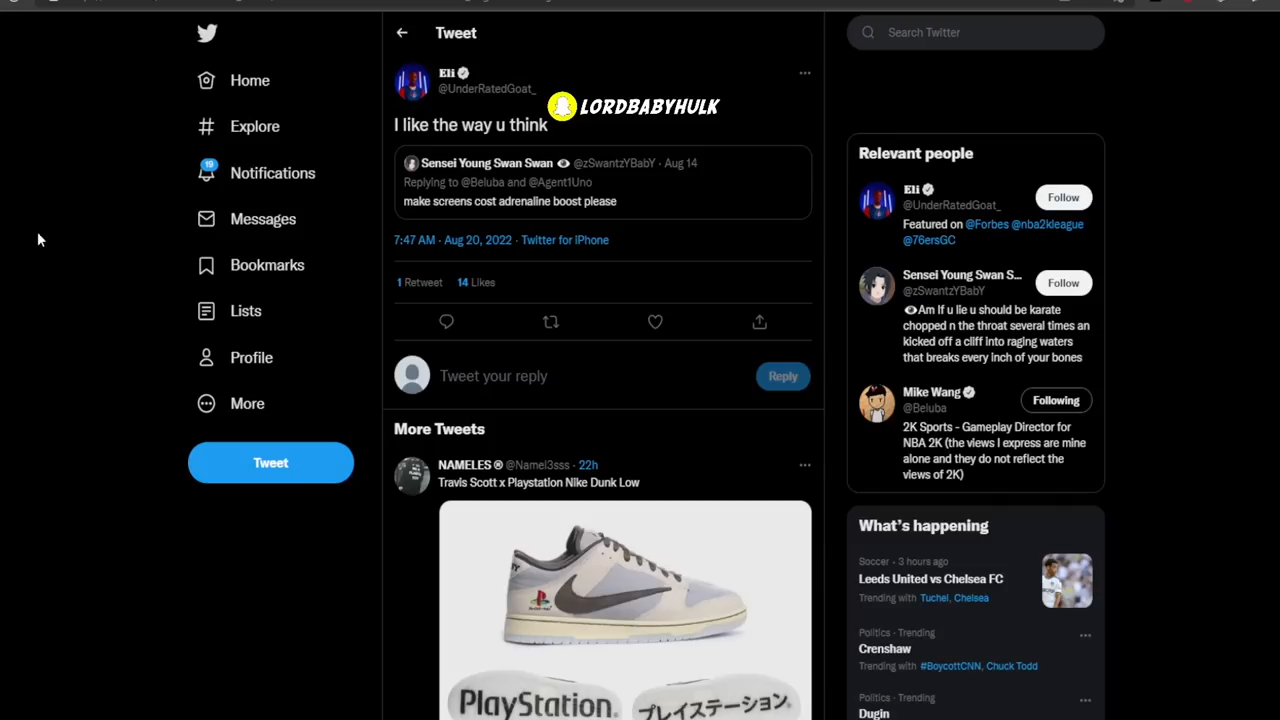 Tweet
Search Twitter
Eli
@UnderRatedGoat_
LORDBABYHULK
I like the way u think
Sensei Young Swan Swan @zSwantzYBabY · Aug 14
Replying to @Beluba and @Agent1Uno
make screens cost adrenaline boost please
7:47 AM · Aug 20, 2022 · Twitter for iPhone
1 Retweet 14 Likes
Tweet your reply
Reply
More Tweets
NAMELES ® @Namel3sss · 22h
Travis Scott x Playstation Nike Dunk Low
PlayStation®
プレイステーション®
Home
Explore
19
Notifications
Messages
Bookmarks
Lists
Profile
More
Tweet
Relevant people
Eli
@UnderRatedGoat_
Follow
Featured on @Forbes @nba2kleague
@76ersGC
Sensei Young Swan S...
@zSwantzYBabY
Follow
Am If u lie u should be karate
chopped n the throat several times an
kicked off a cliff into raging waters
that breaks every inch of your bones
Mike Wang
@Beluba
Following
2K Sports - Gameplay Director for
NBA 2K (the views I express are mine
alone and they do not reflect the
views of 2K)
What's happening
Soccer · 3 hours ago
Leeds United vs Chelsea FC
Trending with Tuchel, Chelsea
Politics · Trending
Crenshaw
Trending with #BoycottCNN, Chuck Todd
Politics · Trending
Dugin